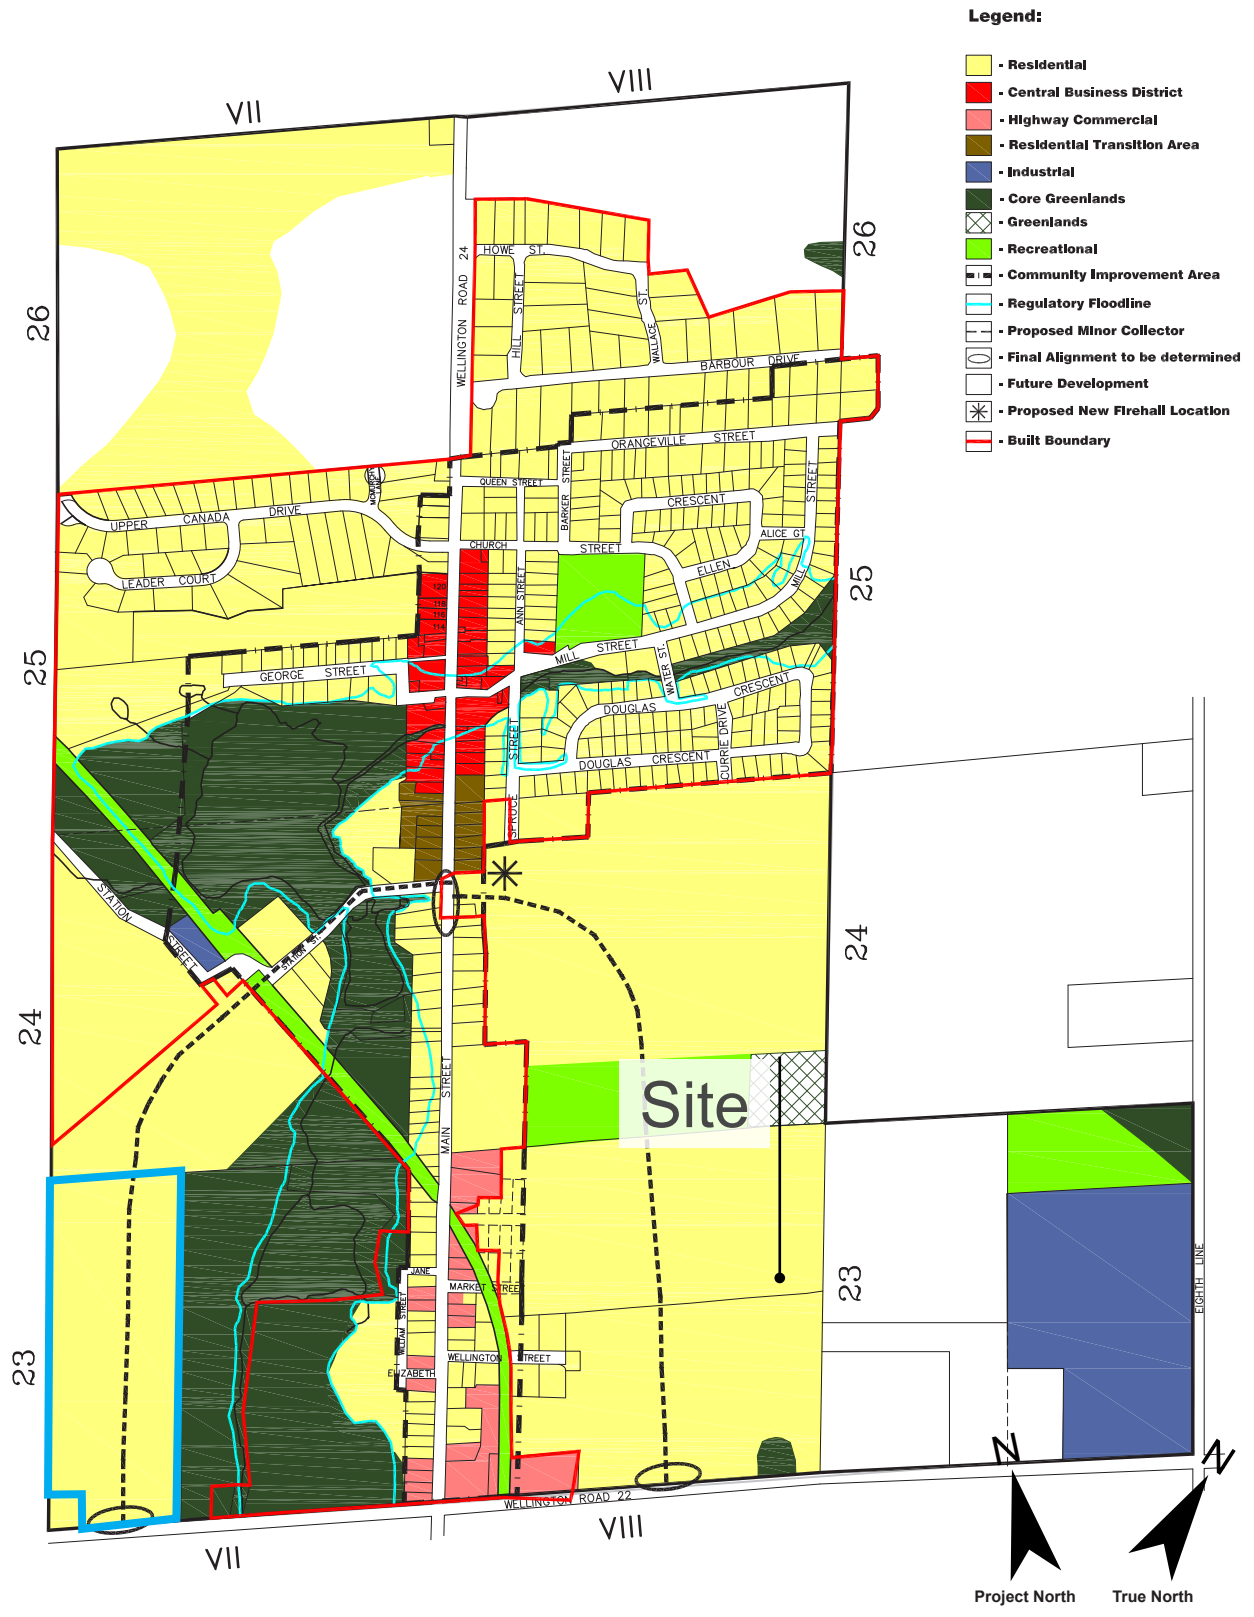 Legend:
- Residential
- Central Business District
- Highway Commercial
- Residential Transition Area
- Industrial
- Core Greenlands
- Greenlands
- Recreational
- Community Improvement Area
- Regulatory Floodline
- Proposed Minor Collector
- Final Alignment to be determined
- Future Development
- Proposed New Firehall Location
- Built Boundary
VII
VIII
26
26
WELLINGTON ROAD 24
HOWE ST.
HILL STREET
WALLACE ST.
BARBOUR DRIVE
ORANGEVILLE STREET
QUEEN STREET
BARKER STREET
CRESCENT
STREET
MCMURCHY LANE
UPPER CANADA DRIVE
LEADER COURT
CHURCH STREET
ALICE CT
ELLEN
MILL
ANN STREET
120
118
116
114
25
25
MILL STREET
GEORGE STREET
WATER ST.
DOUGLAS CRESCENT
CURRIE DRIVE
DOUGLAS CRESCENT
SPRUCE STREET
STATION STREET
STATION ST.
24
24
MAIN STREET
Site
JANE
MARKET STREET
WILLIAM STREET
WELLINGTON STREET
ELIZABETH
23
23
EIGHTH LINE
WELLINGTON ROAD 22
VII
VIII
N
N
Project North
True North